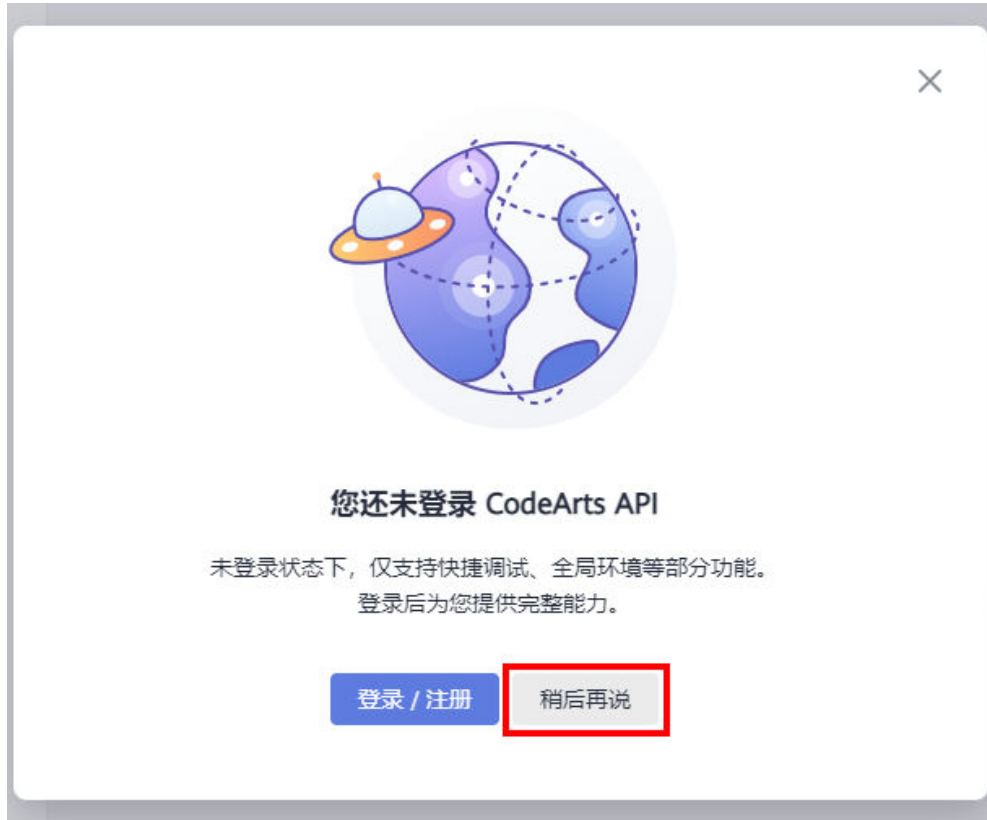 您还未登录 CodeArts API
未登录状态下，仅支持快捷调试、全局环境等部分功能。
登录后为您提供完整能力。
登录 / 注册
稍后再说